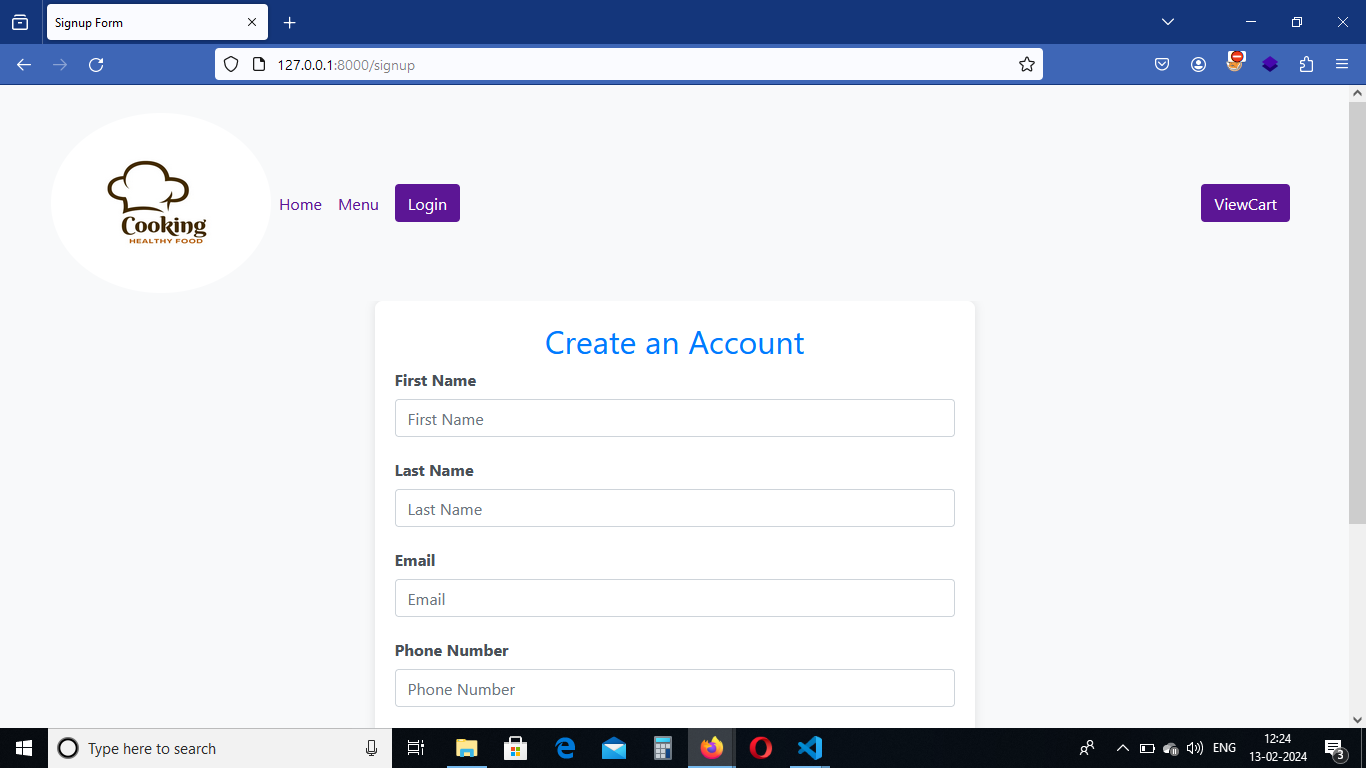 Signup Form
127.0.0.1:8000/signup
Cooking
HEALTHY FOOD
Home Menu Login ViewCart
Create an Account
First Name
First Name
Last Name
Last Name
Email
Email
Phone Number
Phone Number
Type here to search
ENG
12:24
13-02-2024
3